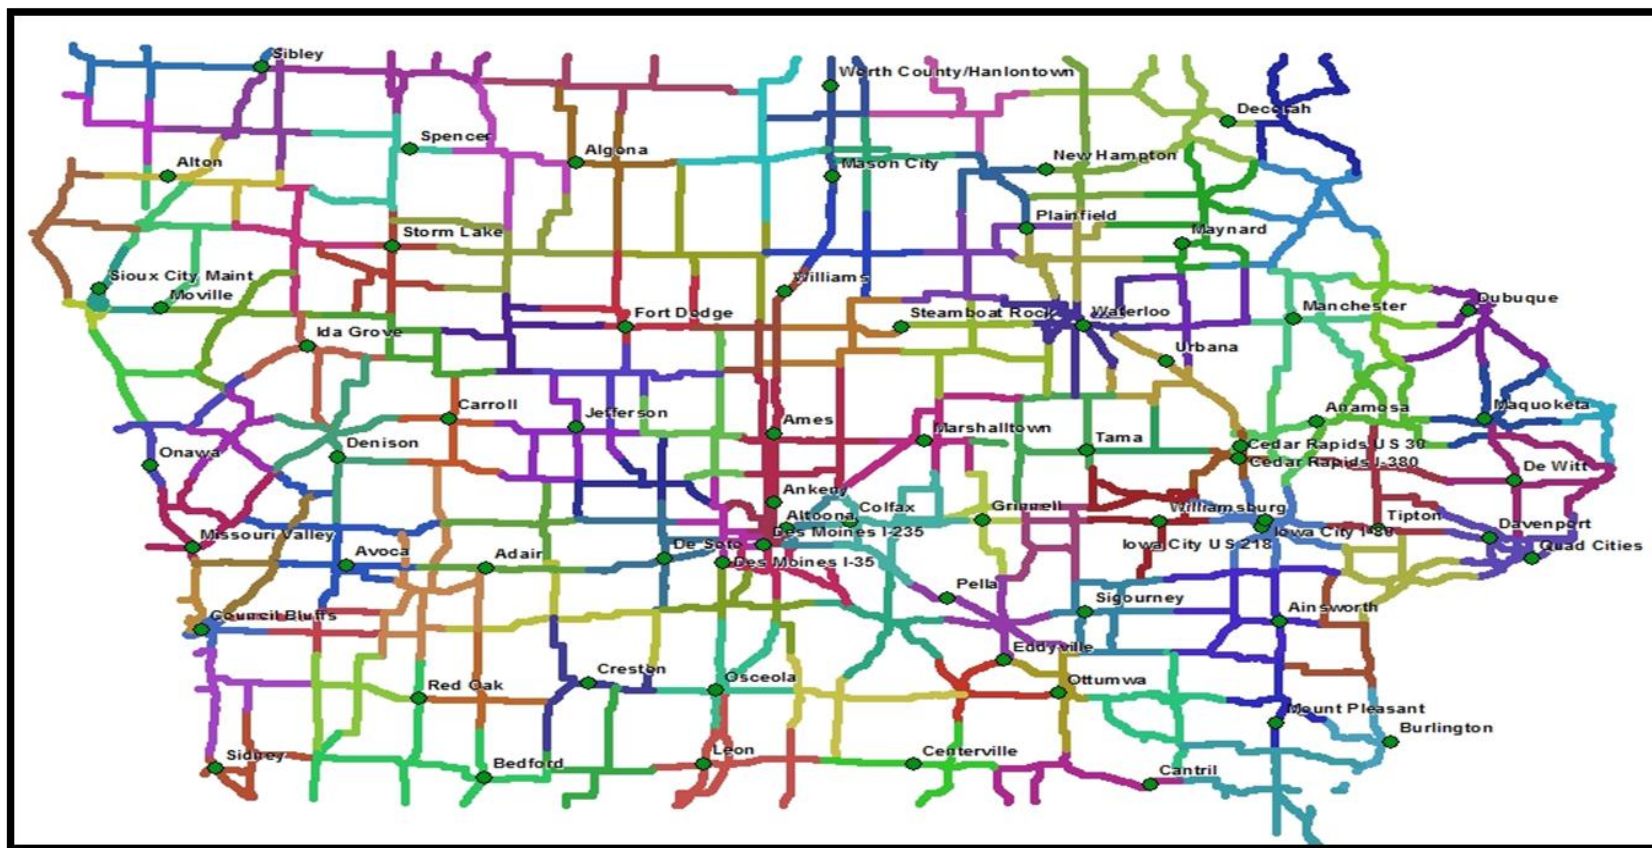 Sibley
Worth County/Hanlontown
Decorah
Spencer
Algona
Alton
Mason City
New Hampton
Plainfield
Storm Lake
Maynard
Sioux City Maint
Williams
Moville
Manchester
Dubuque
Ida Grove
Fort Dodge
Steamboat Rock
Waterloo
Urbana
Carroll
Jefferson
Anamosa
Maquoketa
Ames
Marshalltown
Tama
Denison
Cedar Rapids US 30
Onawa
Cedar Rapids I-380
De Witt
Ankeny
Colfax
Grinnell
Williamsburg
Altoona
Tipton
Davenport
Missouri Valley
Des Moines I-235
Iowa City I-80
Iowa City US 218
Avoca
Adair
De Soto
Quad Cities
Des Moines I-35
Pella
Sigourney
Ainsworth
Council Bluffs
Eddyville
Creston
Osceola
Red Oak
Ottumwa
Mount Pleasant
Burlington
Sidney
Leon
Centerville
Bedford
Cantril